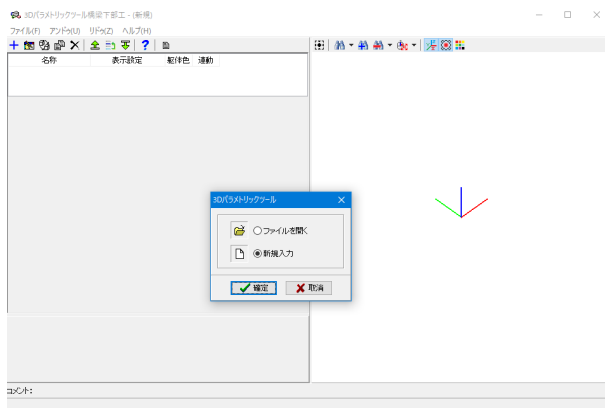 3Dパラメトリックツール橋梁下部工 - (新規)
ファイル(F) アンドゥ(U) リドゥ(Z) ヘルプ(H)
名称 表示設定 躯体色 連動
3Dパラメトリックツール
ファイルを開く
新規入力
確定 取消
コメント: